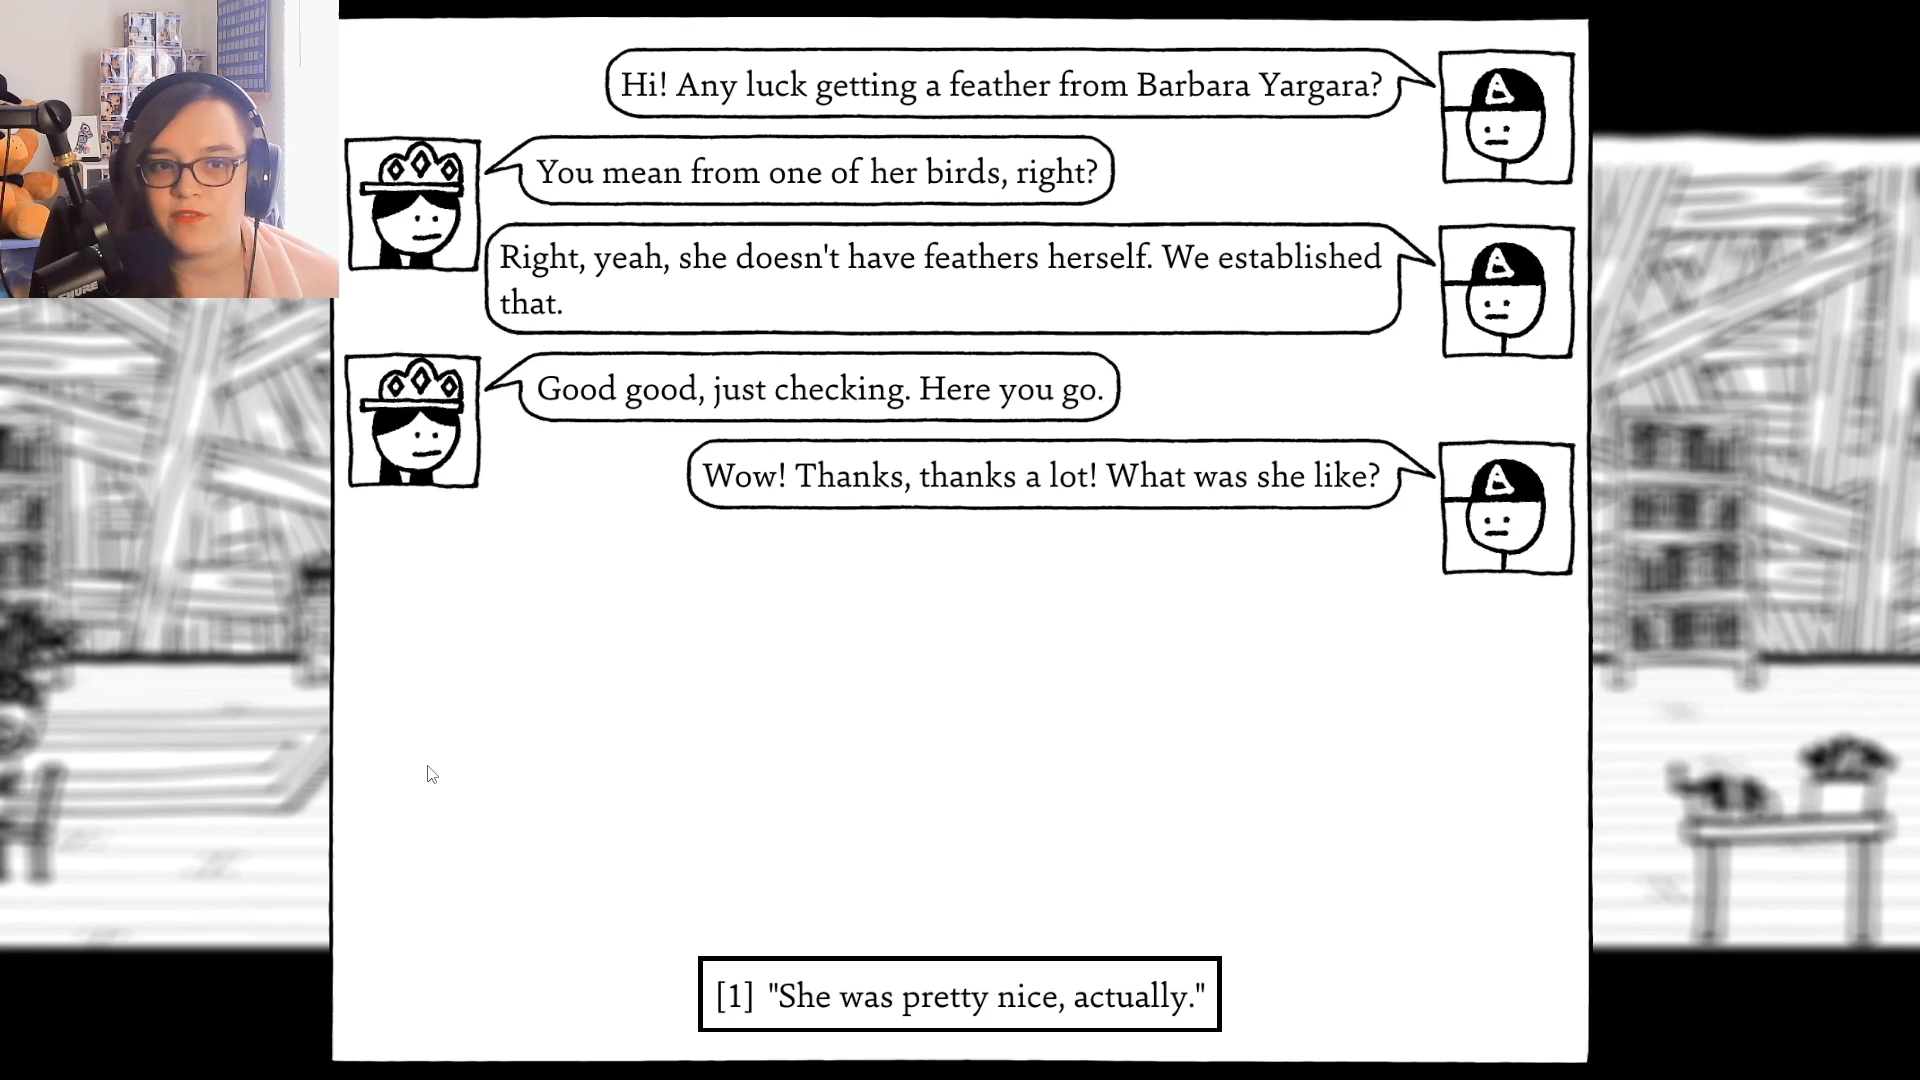 Hi! Any luck getting a feather from Barbara Yargara?
You mean from one of her birds, right?
Right, yeah, she doesn't have feathers herself. We established
that.
Good good, just checking. Here you go.
Wow! Thanks, thanks a lot! What was she like?
[1] "She was pretty nice, actually."
SHURE